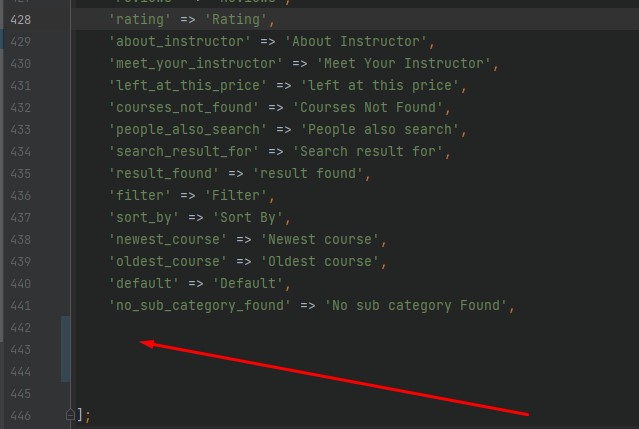 428 'rating' => 'Rating',
429 'about_instructor' => 'About Instructor',
430 'meet_your_instructor' => 'Meet Your Instructor',
431 'left_at_this_price' => 'left at this price',
432 'courses_not_found' => 'Courses Not Found',
433 'people_also_search' => 'People also search',
434 'search_result_for' => 'Search result for',
435 'result_found' => 'result found',
436 'filter' => 'Filter',
437 'sort_by' => 'Sort By',
438 'newest_course' => 'Newest course',
439 'oldest_course' => 'Oldest course',
440 'default' => 'Default',
441 'no_sub_category_found' => 'No sub category Found',
442
443
444
445
446 ];